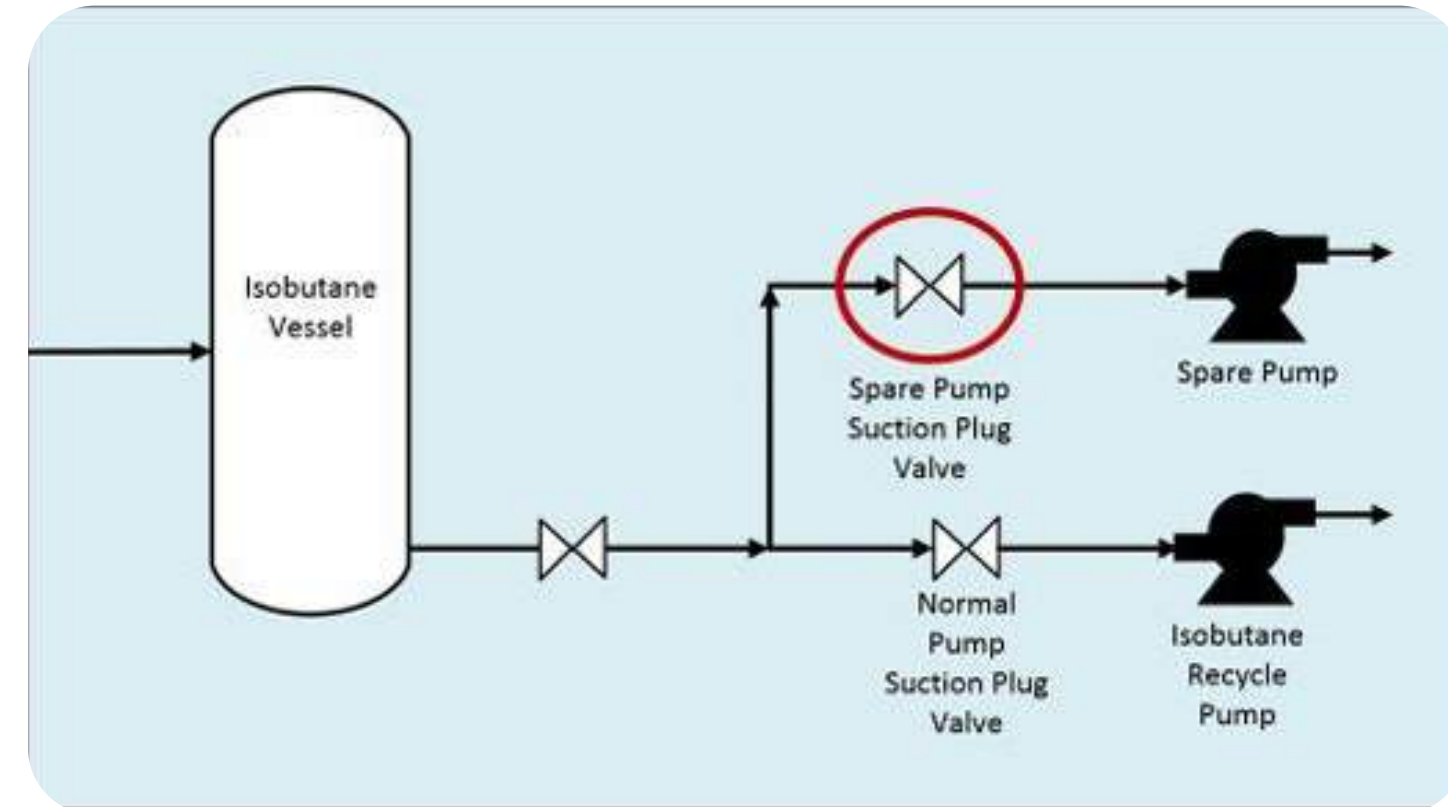 Isobutane
Vessel
Spare Pump
Suction Plug
Valve
Spare Pump
Normal
Pump
Suction Plug
Valve
Isobutane
Recycle
Pump